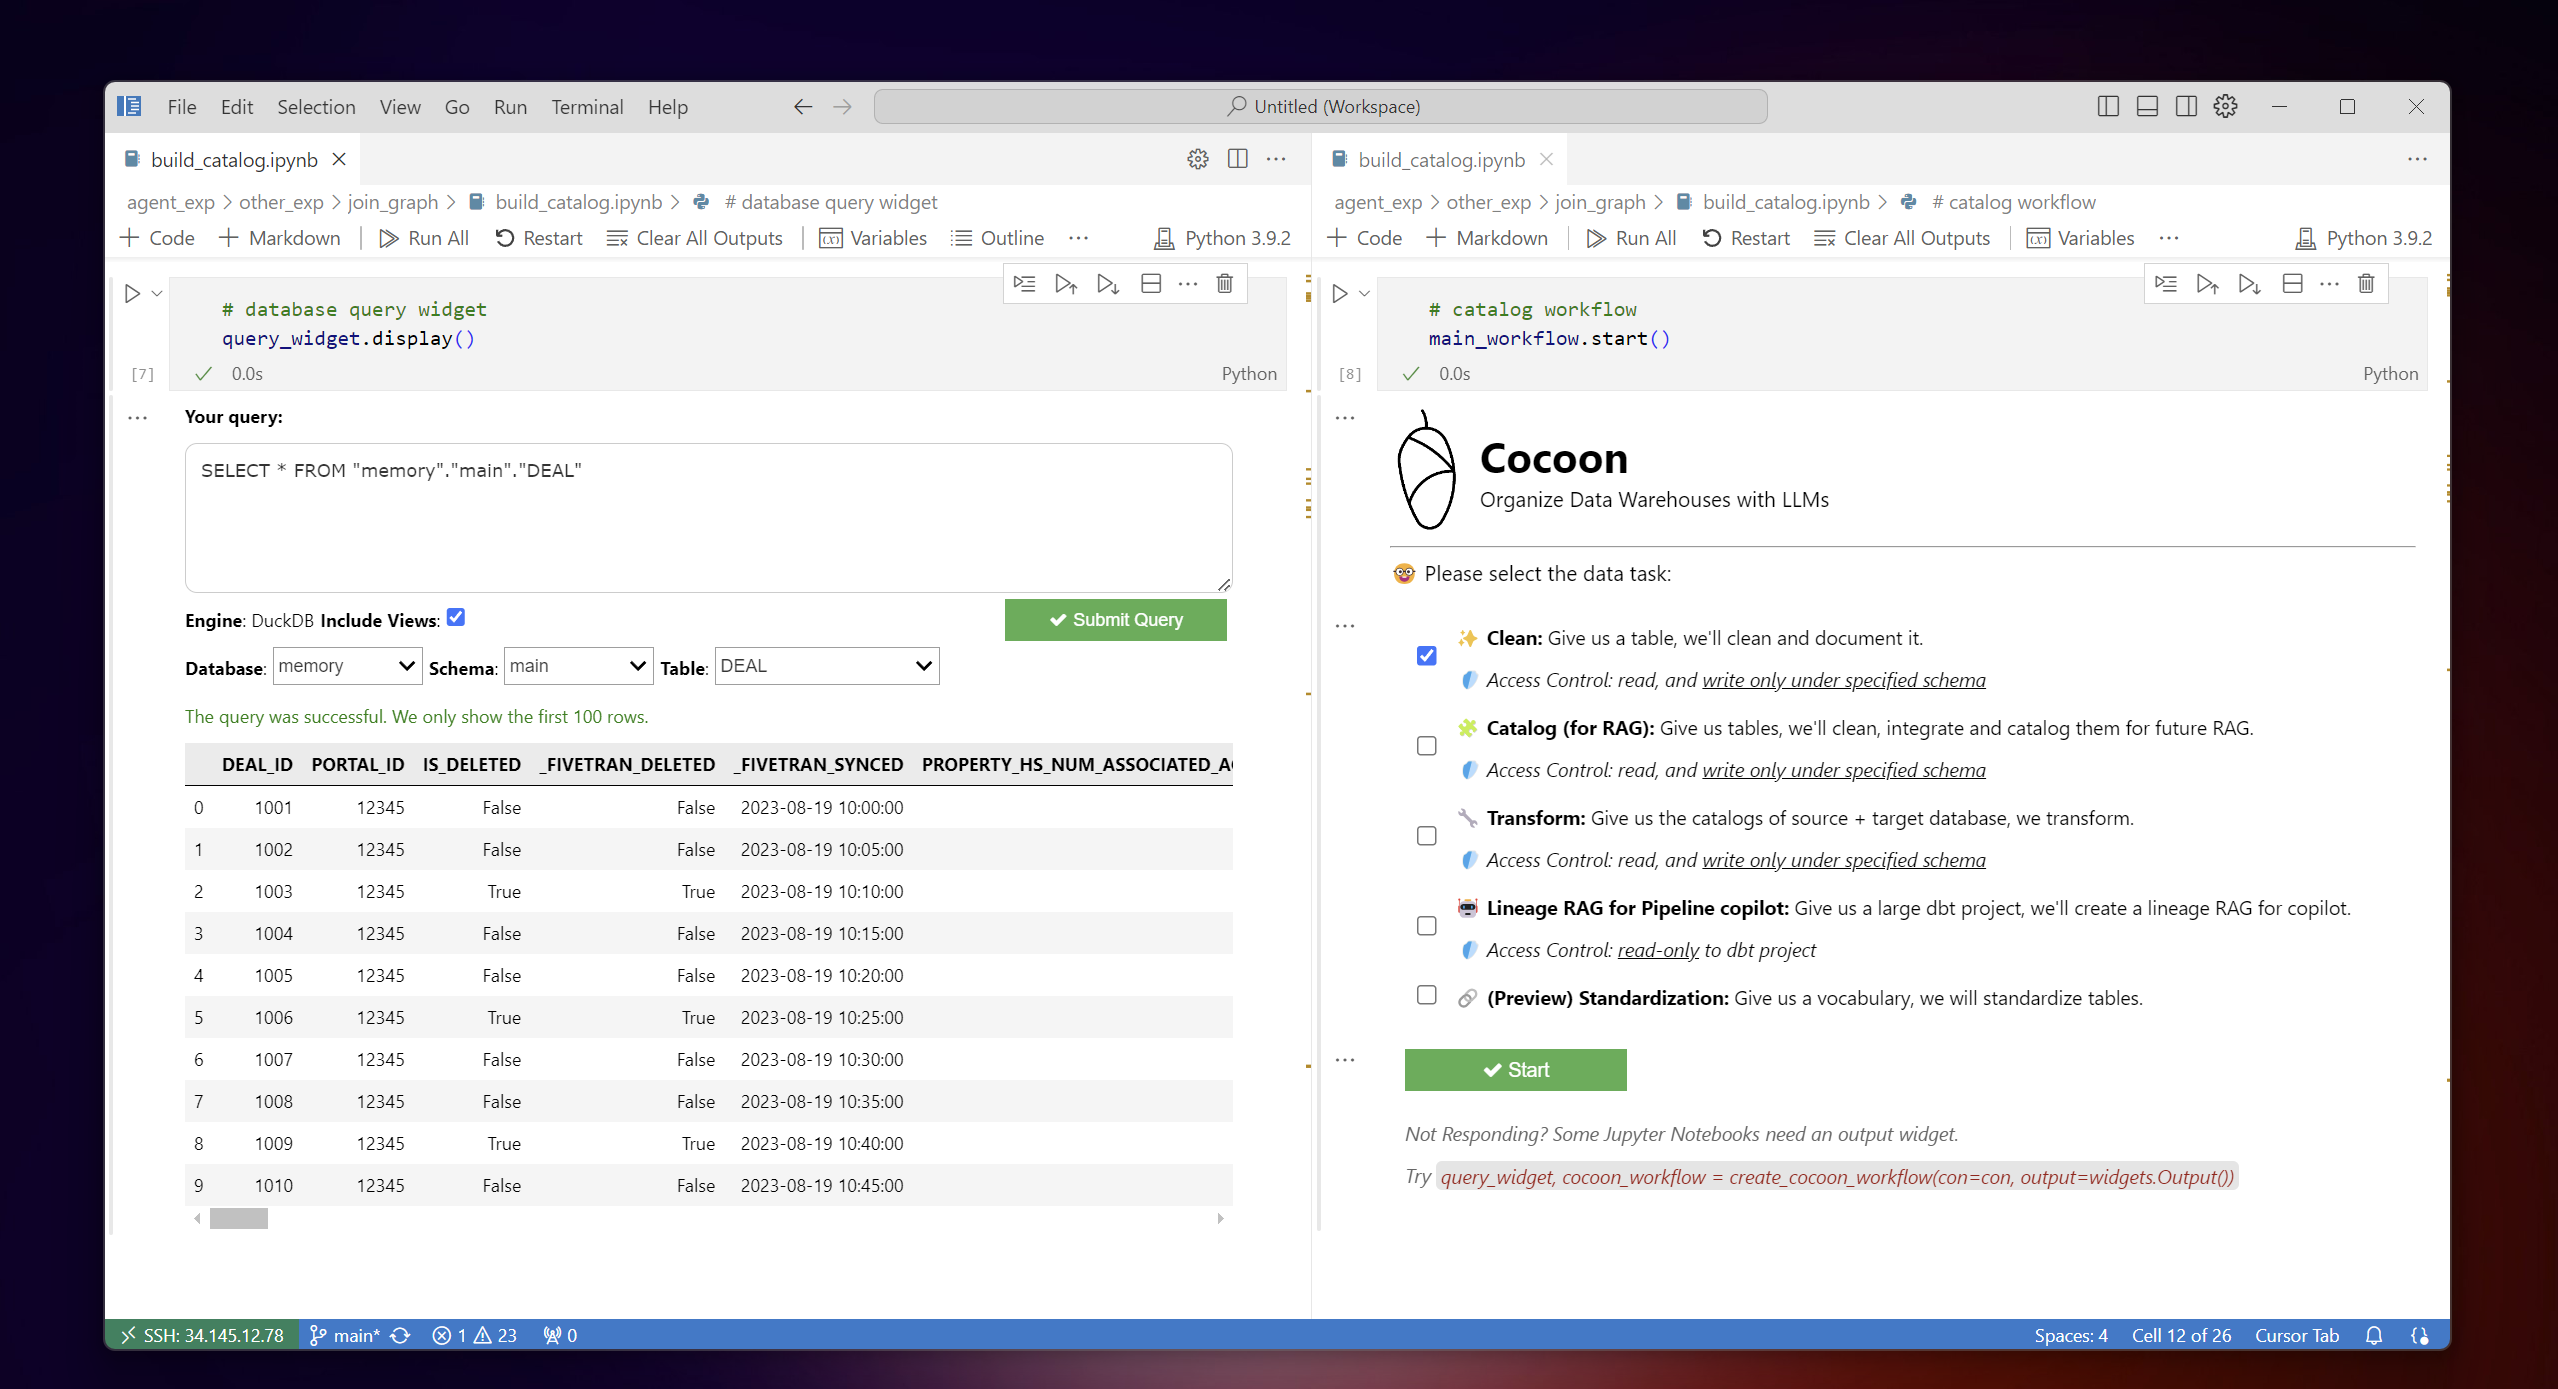 File Edit Selection View Go Run Terminal Help Untitled (Workspace)
build_catalog.ipynb
agent_exp > other_exp > join_graph > build_catalog.ipynb > # database query widget
Code Markdown Run All Restart Clear All Outputs Variables Outline ... Python 3.9.2
# database query widget
query_widget.display()
[7] 0.0s Python
Your query:
SELECT * FROM "memory"."main"."DEAL"
Engine: DuckDB Include Views:
Submit Query
Database: memory Schema: main Table: DEAL
The query was successful. We only show the first 100 rows.
DEAL_ID PORTAL_ID IS_DELETED _FIVETRAN_DELETED _FIVETRAN_SYNCED PROPERTY_HS_NUM_ASSOCIATED_A
0 1001 12345 False False 2023-08-19 10:00:00
1 1002 12345 False False 2023-08-19 10:05:00
2 1003 12345 True True 2023-08-19 10:10:00
3 1004 12345 False False 2023-08-19 10:15:00
4 1005 12345 False False 2023-08-19 10:20:00
5 1006 12345 True True 2023-08-19 10:25:00
6 1007 12345 False False 2023-08-19 10:30:00
7 1008 12345 False False 2023-08-19 10:35:00
8 1009 12345 True True 2023-08-19 10:40:00
9 1010 12345 False False 2023-08-19 10:45:00
build_catalog.ipynb
agent_exp > other_exp > join_graph > build_catalog.ipynb > # catalog workflow
Code Markdown Run All Restart Clear All Outputs Variables ... Python 3.9.2
# catalog workflow
main_workflow.start()
[8] 0.0s Python
Cocoon
Organize Data Warehouses with LLMs
🤓 Please select the data task:
✨ Clean: Give us a table, we'll clean and document it.
Access Control: read, and write only under specified schema
🧩 Catalog (for RAG): Give us tables, we'll clean, integrate and catalog them for future RAG.
Access Control: read, and write only under specified schema
🔧 Transform: Give us the catalogs of source + target database, we transform.
Access Control: read, and write only under specified schema
🤖 Lineage RAG for Pipeline copilot: Give us a large dbt project, we'll create a lineage RAG for copilot.
Access Control: read-only to dbt project
🔗 (Preview) Standardization: Give us a vocabulary, we will standardize tables.
Start
Not Responding? Some Jupyter Notebooks need an output widget.
Try query_widget, cocoon_workflow = create_cocoon_workflow(con=con, output=widgets.Output())
SSH: 34.145.12.78 main* 1 23 0 Spaces: 4 Cell 12 of 26 Cursor Tab